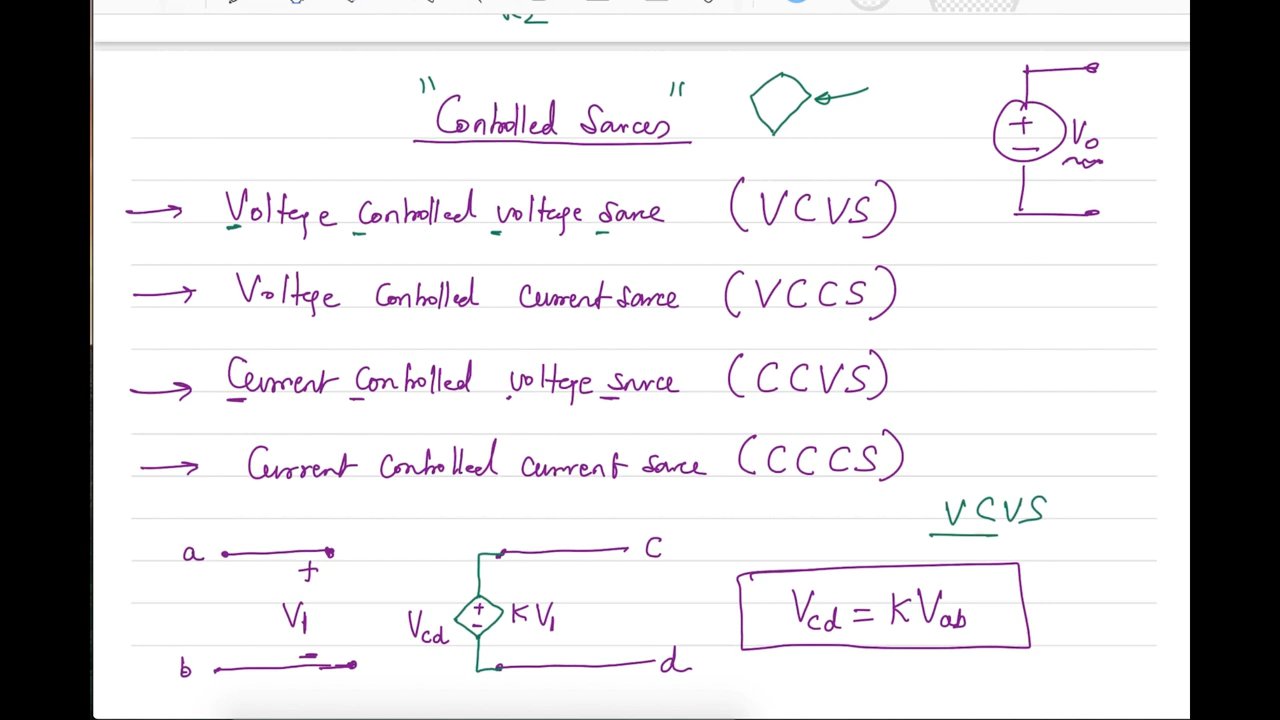 "Controlled Sources"
Vo
+
-
Voltage Controlled voltage source (VCVS)
Voltage controlled current source (VCCS)
Current Controlled voltage source (CCVS)
Current controlled current source (CCCS)
VCVS
a
+
V1
-
b
Vcd
+
-
KV1
C
d
Vcd = KVab